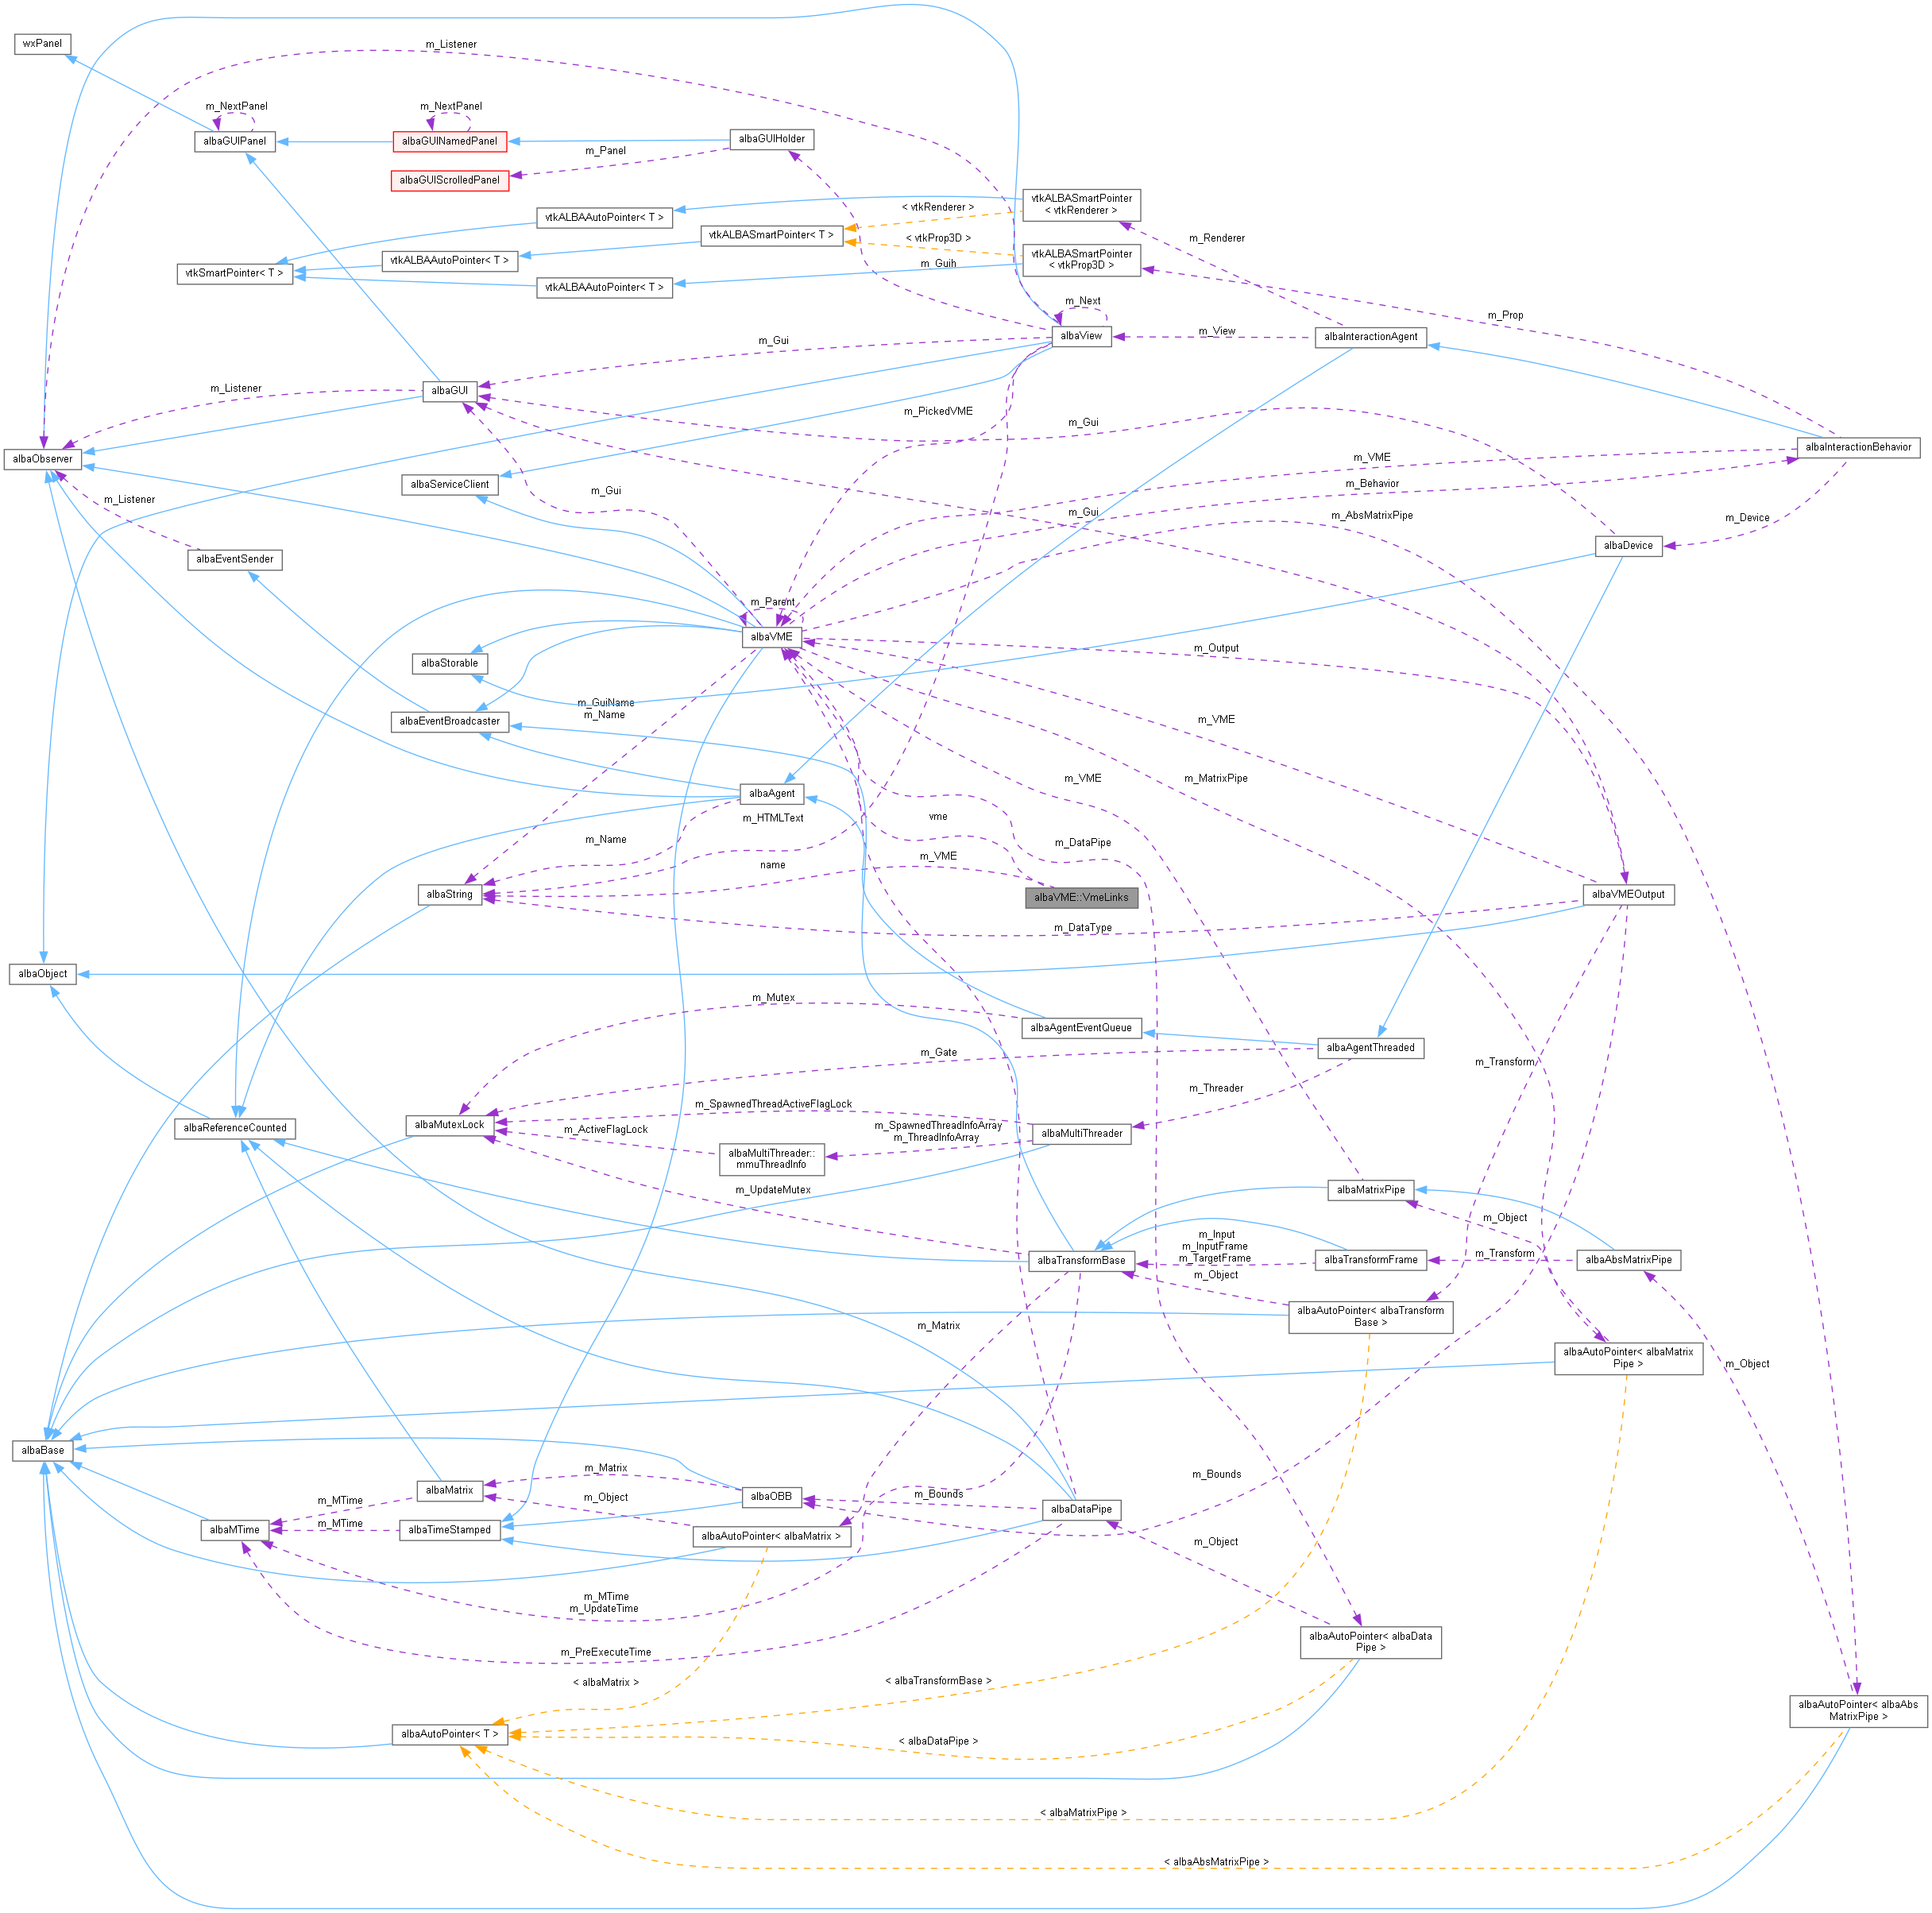 m_Listener
wxPanel
m_NextPanel
m_NextPanel
albaGUIHolder
albaGUIPanel
albaGUINamedPanel
m_Panel
albaGUIScrolledPanel
vtkALBASmartPointer
< vtkRenderer >
< vtkRenderer >
vtkALBAAutoPointer< T >
vtkALBASmartPointer< T >
m_Renderer
< vtkProp3D >
vtkALBASmartPointer
< vtkProp3D >
vtkALBAAutoPointer< T >
m_Guih
vtkSmartPointer< T >
vtkALBAAutoPointer< T >
m_Next
m_Prop
albaView
m_View
albaInteractionAgent
m_Gui
m_Listener
albaGUI
m_PickedVME
m_Gui
albaInteractionBehavior
albaObserver
m_VME
albaServiceClient
m_Behavior
m_Gui
m_Listener
m_Gui
m_AbsMatrixPipe
m_Device
albaDevice
albaEventSender
m_Parent
albaVME
m_Output
albaStorable
m_GuiName
m_Name
m_VME
albaEventBroadcaster
m_VME
m_MatrixPipe
albaAgent
m_HTMLText
vme
m_Name
m_DataPipe
name
m_VME
albaString
albaVME::VmeLinks
albaVMEOutput
m_DataType
albaObject
m_Mutex
albaAgentEventQueue
albaAgentThreaded
m_Gate
m_Transform
m_Threader
m_SpawnedThreadActiveFlagLock
albaReferenceCounted
albaMutexLock
m_ActiveFlagLock
m_SpawnedThreadInfoArray
m_ThreadInfoArray
albaMultiThreader
albaMultiThreader::
mmuThreadInfo
m_UpdateMutex
albaMatrixPipe
m_Object
m_Input
m_InputFrame
m_TargetFrame
albaTransformBase
albaTransformFrame
m_Transform
albaAbsMatrixPipe
m_Object
albaAutoPointer< albaTransform
Base >
m_Matrix
albaAutoPointer< albaMatrix
Pipe >
m_Object
albaBase
m_Matrix
m_Bounds
albaMatrix
m_Object
albaOBB
m_Bounds
albaDataPipe
m_MTime
albaMTime
m_MTime
albaTimeStamped
albaAutoPointer< albaMatrix >
m_Object
m_MTime
m_UpdateTime
m_PreExecuteTime
albaAutoPointer< albaData
Pipe >
< albaMatrix >
< albaTransformBase >
albaAutoPointer< albaAbs
MatrixPipe >
albaAutoPointer< T >
< albaDataPipe >
< albaMatrixPipe >
< albaAbsMatrixPipe >